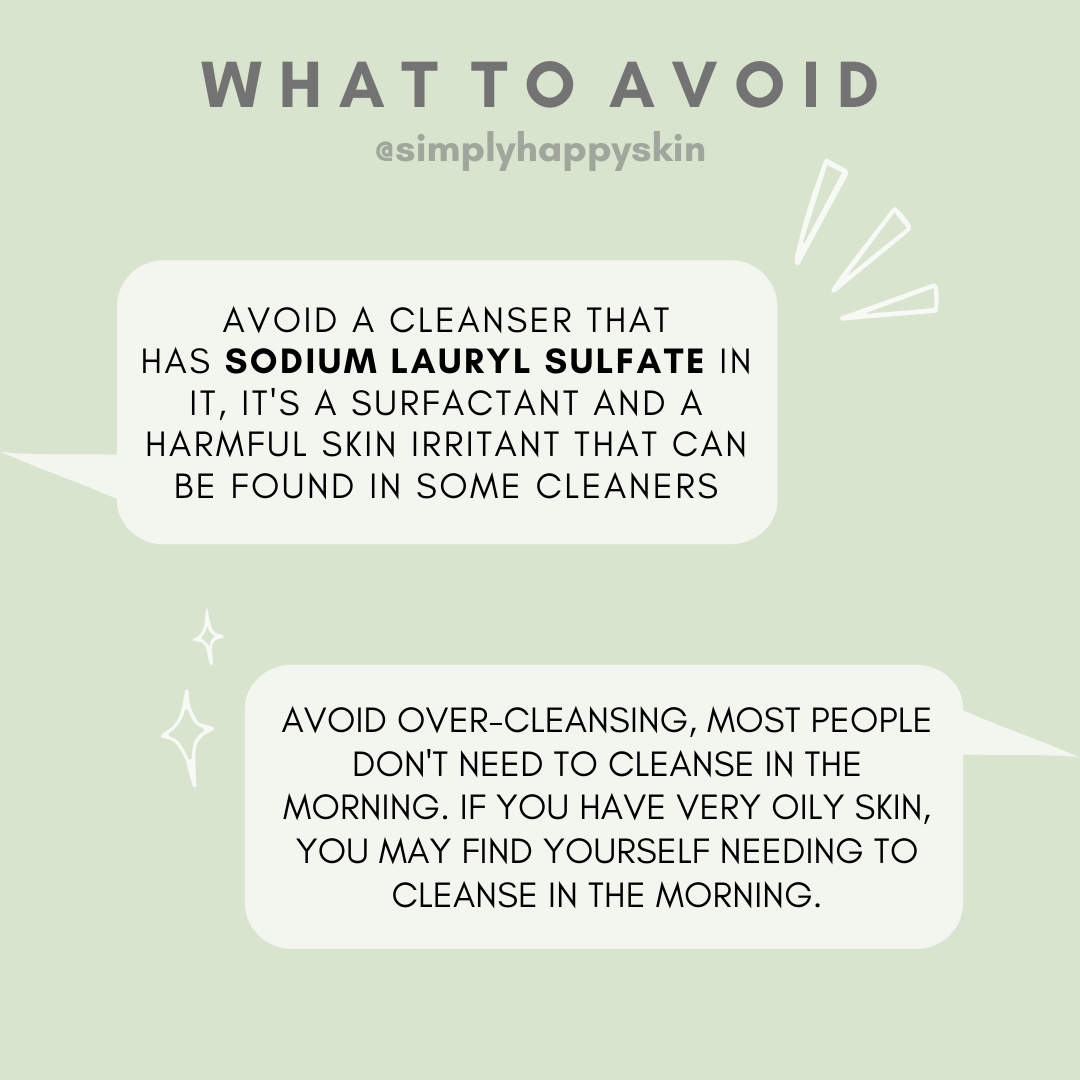 WHAT TO AVOID
@simplyhappyskin
AVOID A CLEANSER THAT
HAS SODIUM LAURYL SULFATE IN
IT, IT'S A SURFACTANT AND A
HARMFUL SKIN IRRITANT THAT CAN
BE FOUND IN SOME CLEANERS
AVOID OVER-CLEANSING, MOST PEOPLE
DON'T NEED TO CLEANSE IN THE
MORNING. IF YOU HAVE VERY OILY SKIN,
YOU MAY FIND YOURSELF NEEDING TO
CLEANSE IN THE MORNING.